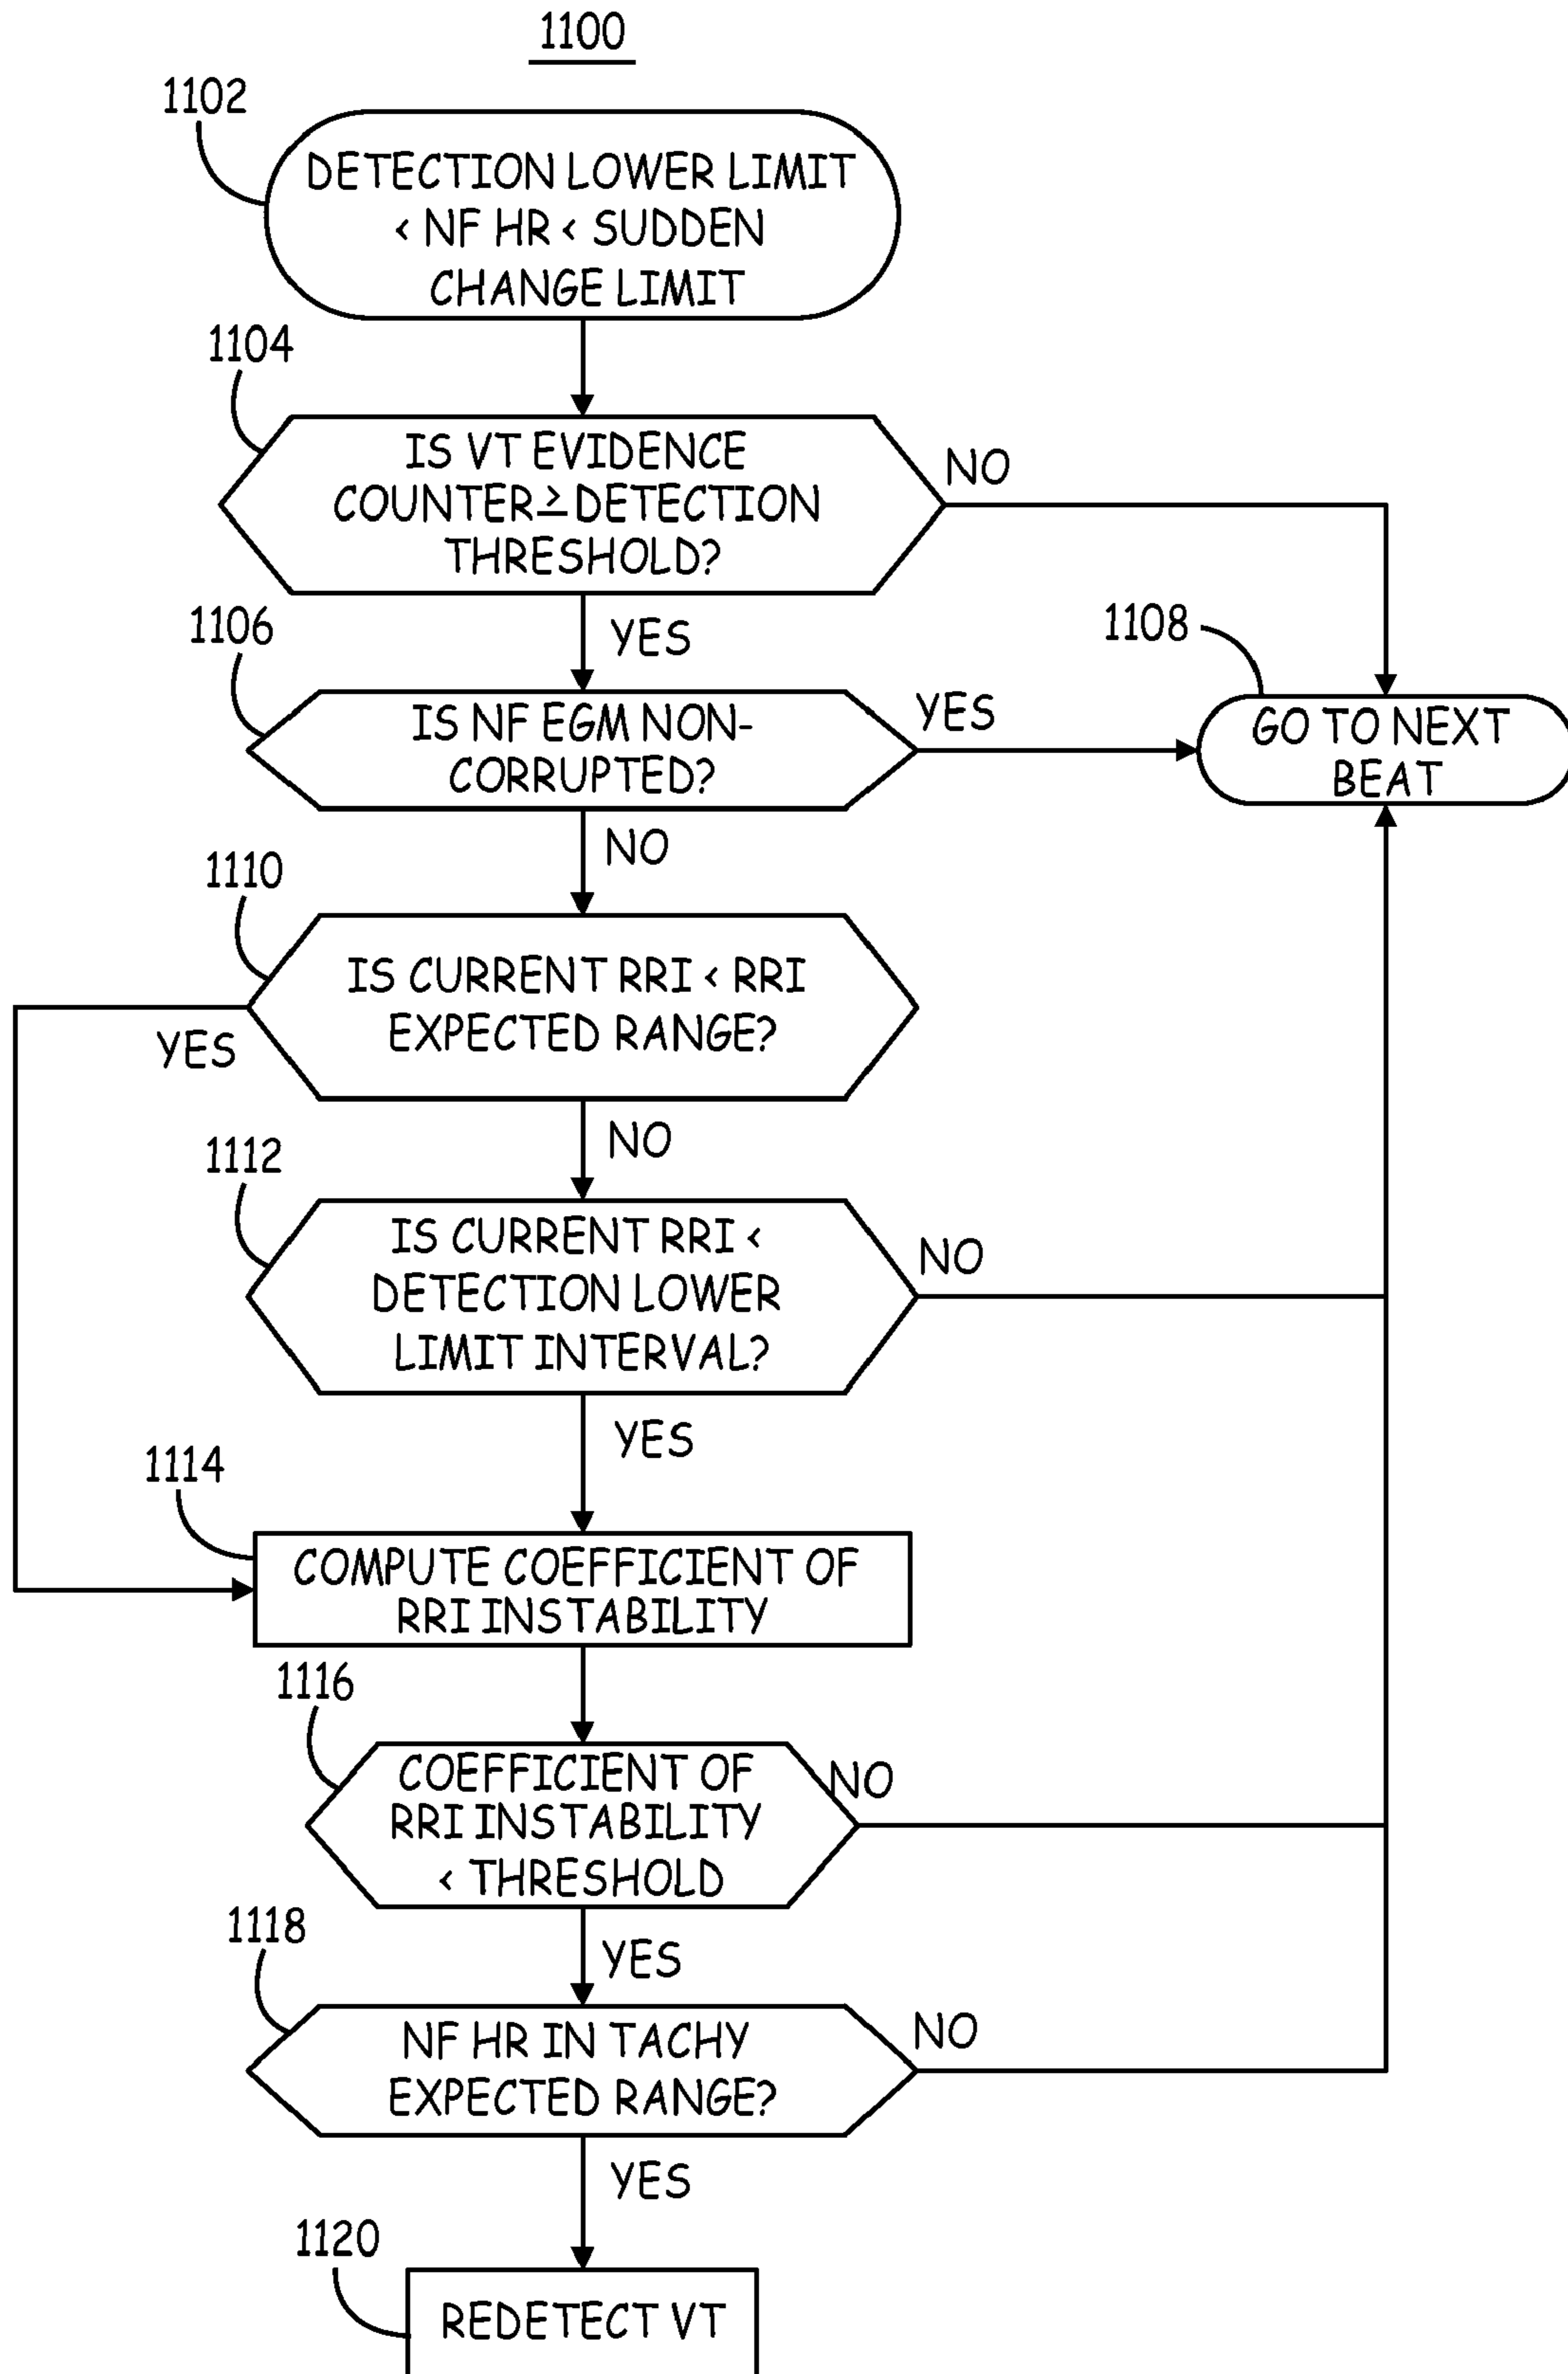 1100
1102
DETECTION LOWER LIMIT
< NF HR < SUDDEN
CHANGE LIMIT
1104
IS VT EVIDENCE
COUNTER ≥ DETECTION
THRESHOLD?
NO
YES
1106
IS NF EGM NON-
CORRUPTED?
YES
NO
1108
GO TO NEXT
BEAT
1110
IS CURRENT RRI < RRI
EXPECTED RANGE?
YES
NO
1112
IS CURRENT RRI <
DETECTION LOWER
LIMIT INTERVAL?
NO
YES
1114
COMPUTE COEFFICIENT OF
RRI INSTABILITY
1116
COEFFICIENT OF
RRI INSTABILITY
< THRESHOLD
NO
YES
1118
NF HR IN TACHY
EXPECTED RANGE?
NO
YES
1120
REDETECT VT